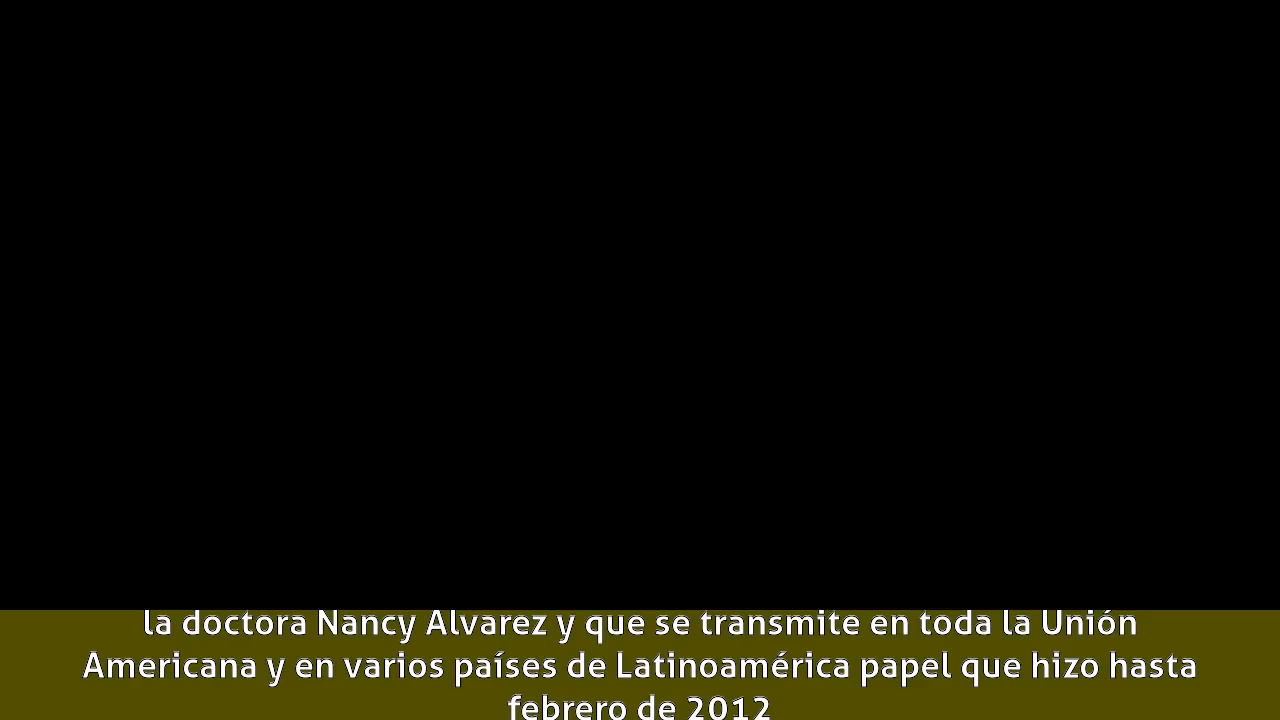 la doctora Nancy Alvarez y que se transmite en toda la Unión
Americana y en varios países de Latinoamérica papel que hizo hasta
febrero de 2012